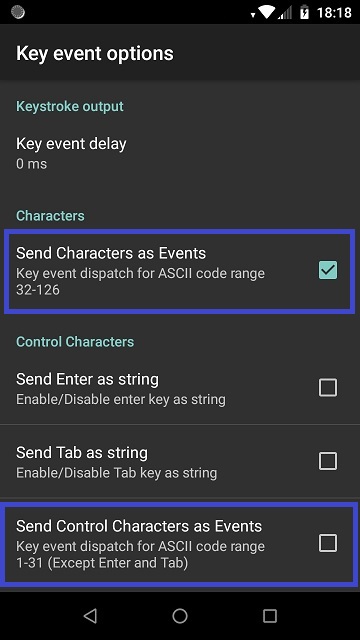 18:18
Key event options
Keystroke output
Key event delay
0 ms
Characters
Send Characters as Events
Key event dispatch for ASCII code range
32-126
Control Characters
Send Enter as string
Enable/Disable enter key as string
Send Tab as string
Enable/Disable Tab key as string
Send Control Characters as Events
Key event dispatch for ASCII code range
1-31 (Except Enter and Tab)